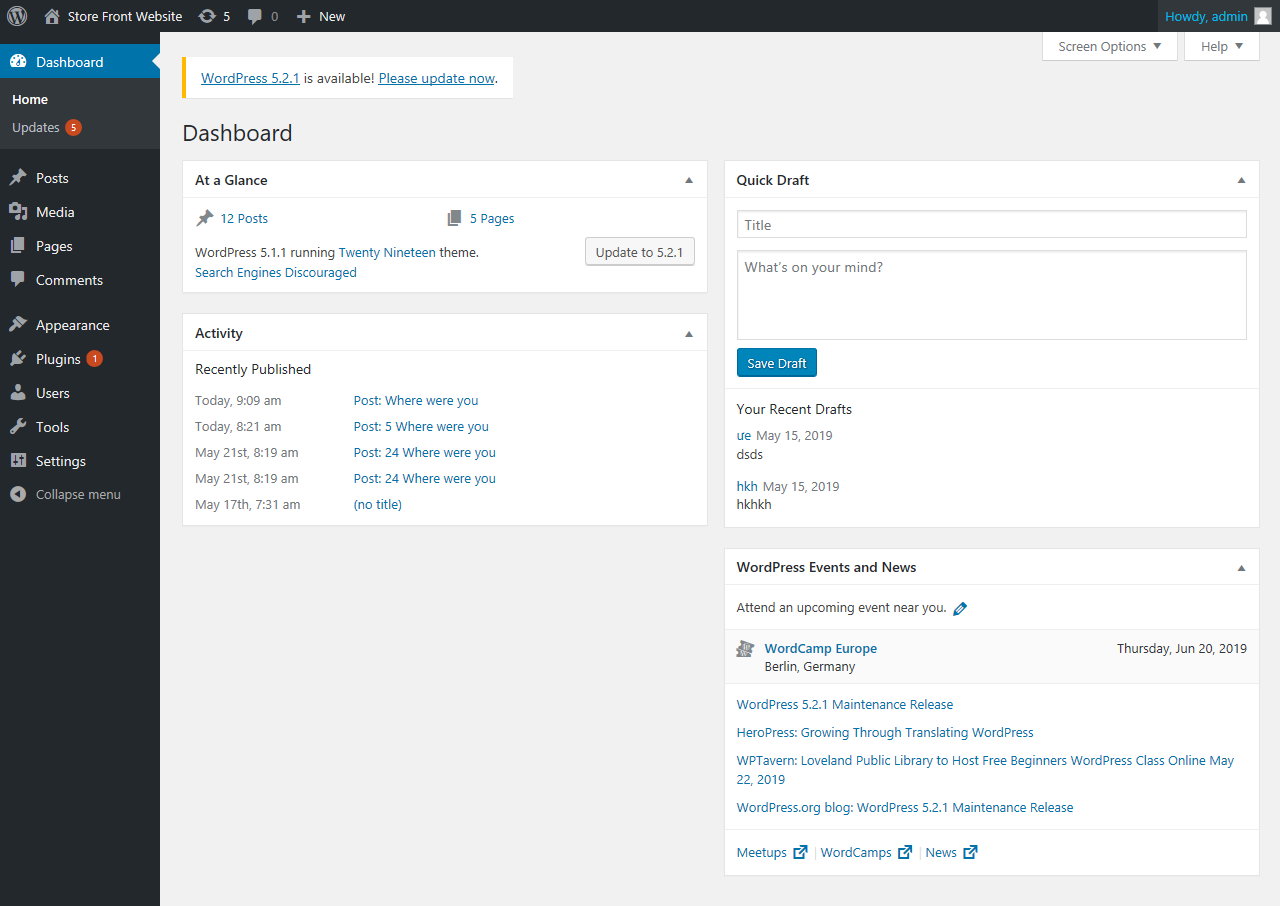 Store Front Website 5 0 New Howdy, admin
Screen Options Help
Dashboard
Home
Updates 5
Posts
Media
Pages
Comments
Appearance
Plugins 1
Users
Tools
Settings
Collapse menu
WordPress 5.2.1 is available! Please update now.
Dashboard
At a Glance
12 Posts 5 Pages
WordPress 5.1.1 running Twenty Nineteen theme. Update to 5.2.1
Search Engines Discouraged
Activity
Recently Published
Today, 9:09 am Post: Where were you
Today, 8:21 am Post: 5 Where were you
May 21st, 8:19 am Post: 24 Where were you
May 21st, 8:19 am Post: 24 Where were you
May 17th, 7:31 am (no title)
Quick Draft
Title
What's on your mind?
Save Draft
Your Recent Drafts
ưe May 15, 2019
dsds
hkh May 15, 2019
hkhkh
WordPress Events and News
Attend an upcoming event near you.
WordCamp Europe Thursday, Jun 20, 2019
Berlin, Germany
WordPress 5.2.1 Maintenance Release
HeroPress: Growing Through Translating WordPress
WPTavern: Loveland Public Library to Host Free Beginners WordPress Class Online May
22, 2019
WordPress.org blog: WordPress 5.2.1 Maintenance Release
Meetups | WordCamps | News